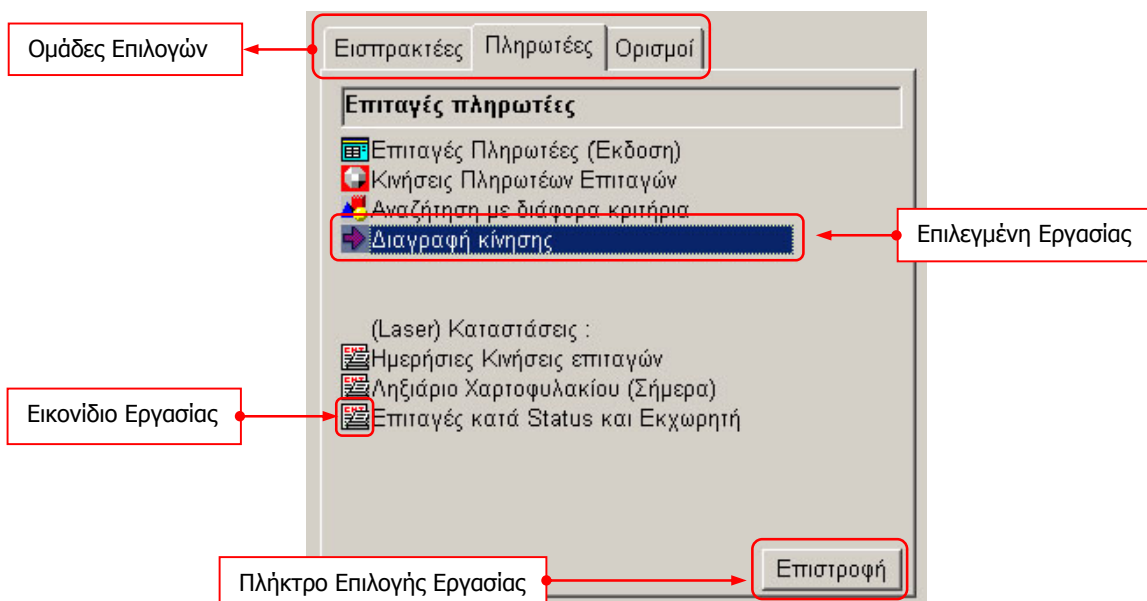 Ομάδες Επιλογών
Εισπρακτέες Πληρωτέες Ορισμοί
Επιταγές πληρωτέες
Επιταγές Πληρωτέες (Έκδοση)
Κινήσεις Πληρωτέων Επιταγών
Αναζήτηση με διάφορα κριτήρια
Διαγραφή κίνησης
Επιλεγμένη Εργασίας
(Laser) Καταστάσεις :
Ημερήσιες Κινήσεις επιταγών
Ληξιάριο Χαρτοφυλακίου (Σήμερα)
Εικονίδιο Εργασίας
Επιταγές κατά Status και Εκχωρητή
Επιστροφή
Πλήκτρο Επιλογής Εργασίας